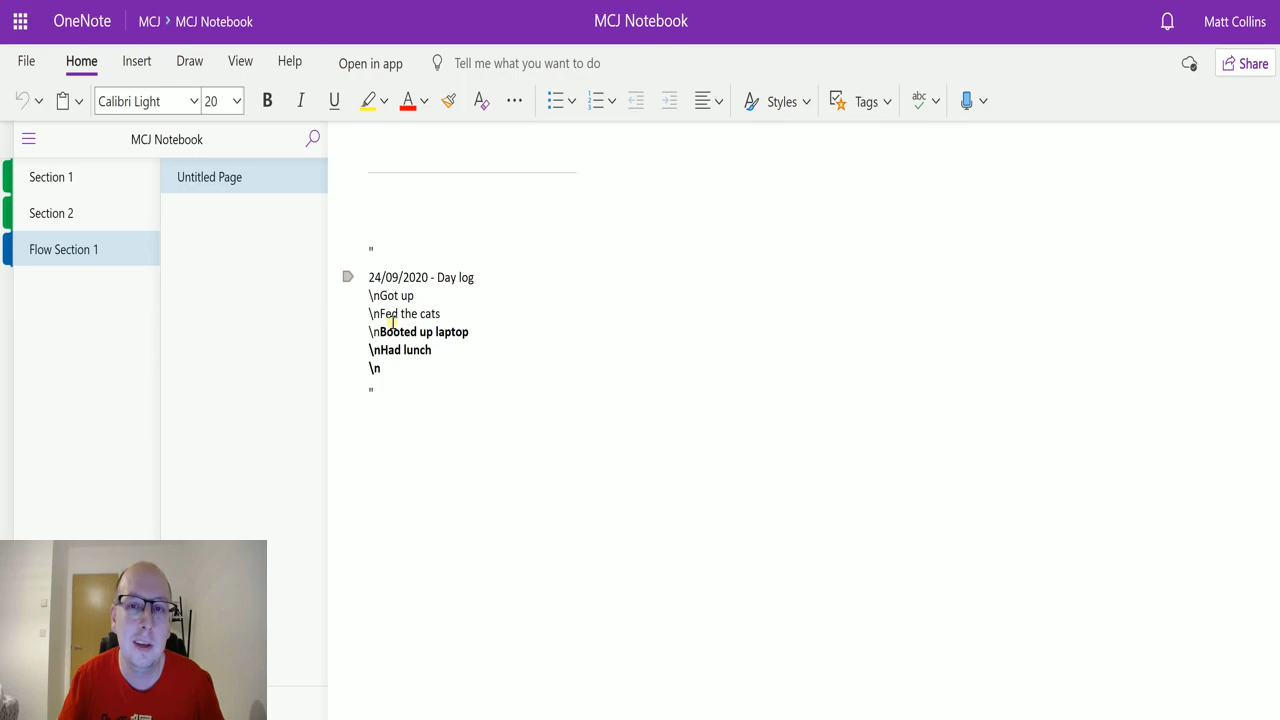 OneNote MCJ › MCJ Notebook MCJ Notebook Matt Collins
File Home Insert Draw View Help Open in app Tell me what you want to do Share
Calibri Light 20 B I U A A ... Styles Tags abc
MCJ Notebook
Section 1 Untitled Page
Section 2
Flow Section 1
"
24/09/2020 - Day log
\nGot up
\nFed the cats
\nBooted up laptop
\nHad lunch
\n
"